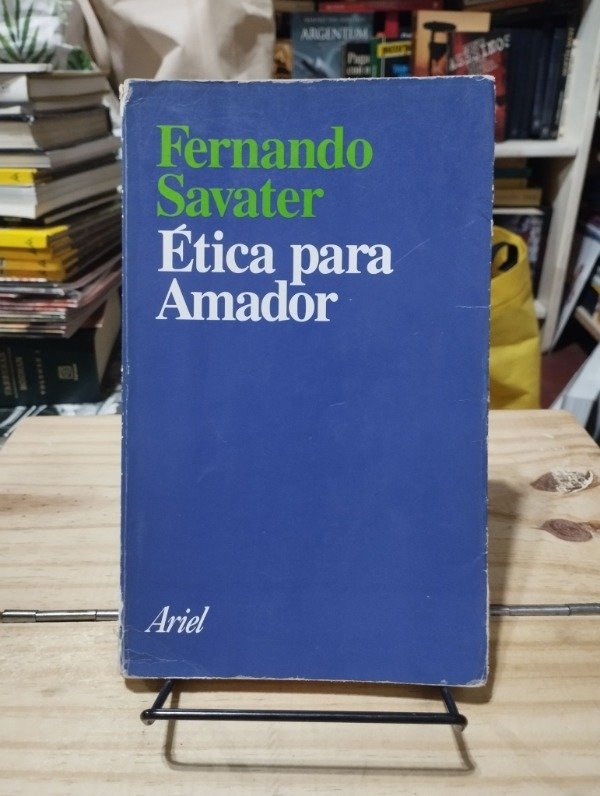 ARGENTUM
Fernando
Savater
Ética para
Amador
Ariel